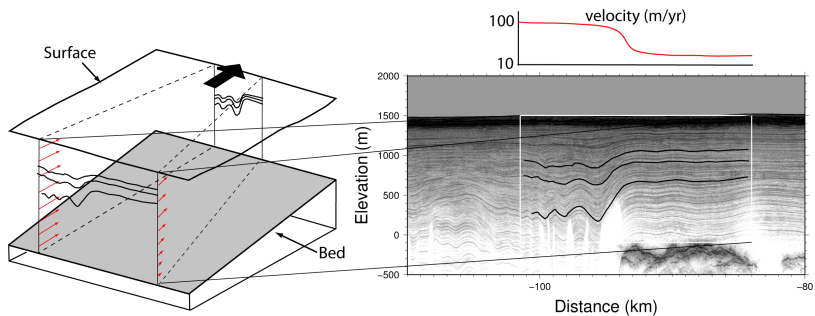 Surface
Bed
velocity (m/yr)
100
10
Elevation (m)
2000
1500
1000
500
0
−500
−100
−80
Distance (km)